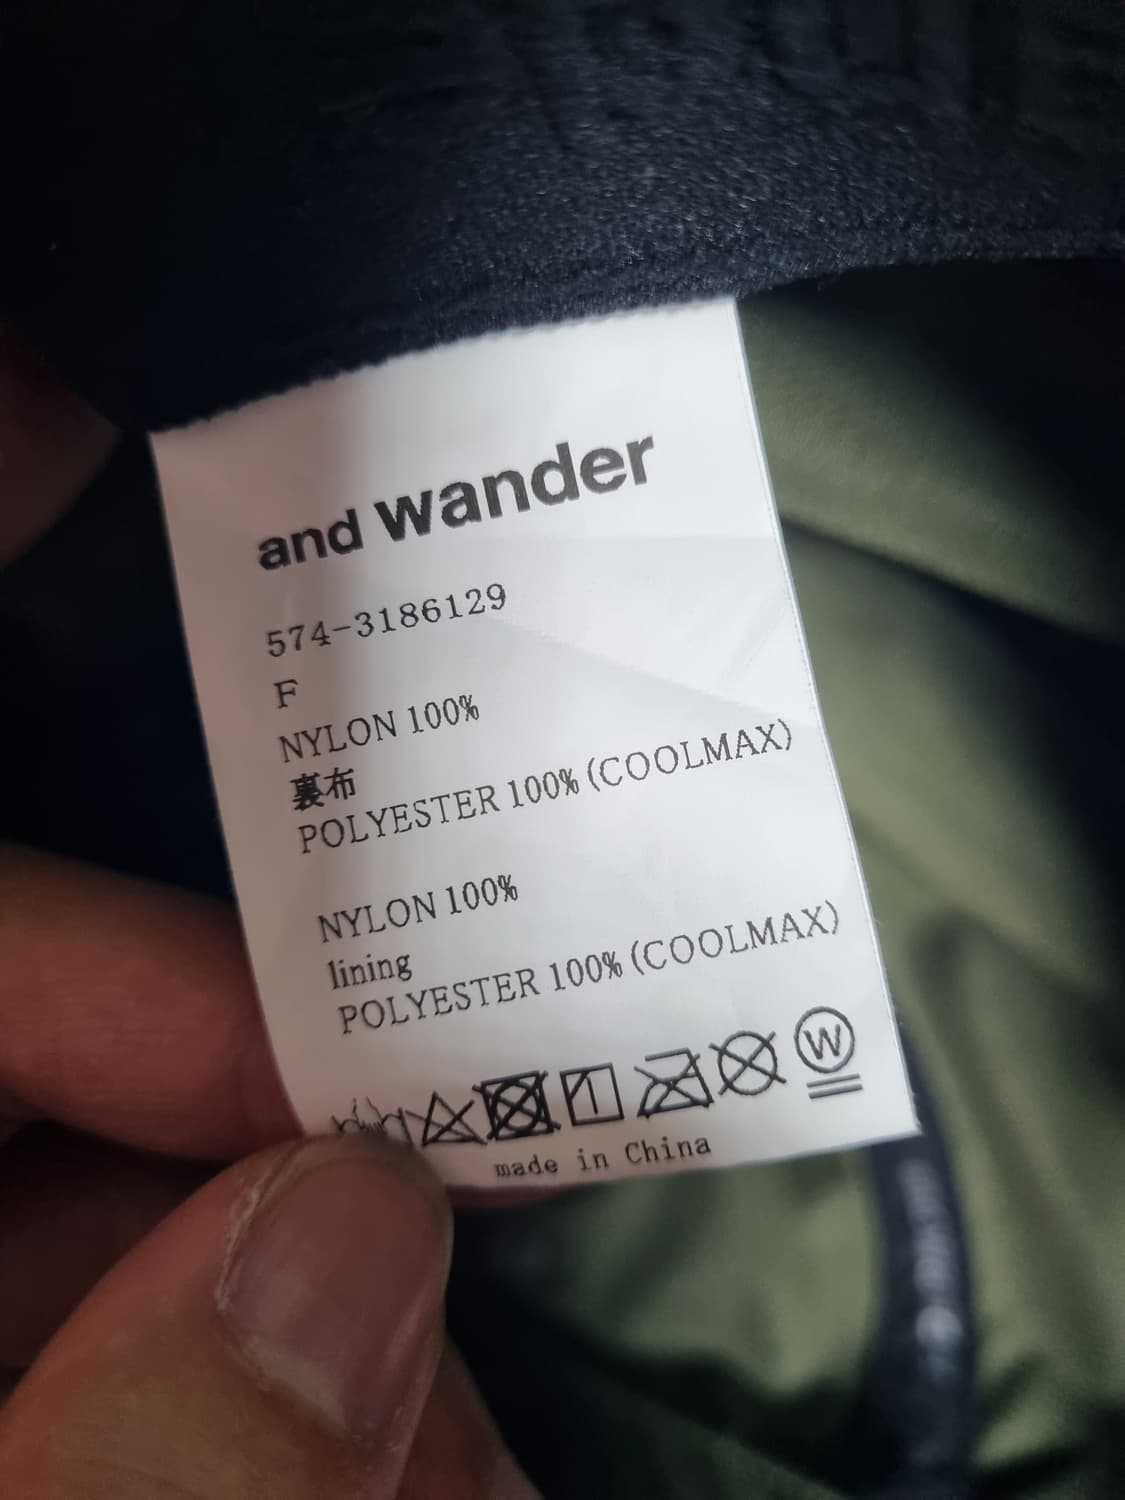 and wander
574-3186129
F
NYLON 100%
裏布
POLYESTER 100% (COOLMAX)
NYLON 100%
lining
POLYESTER 100% (COOLMAX)
W
made in China